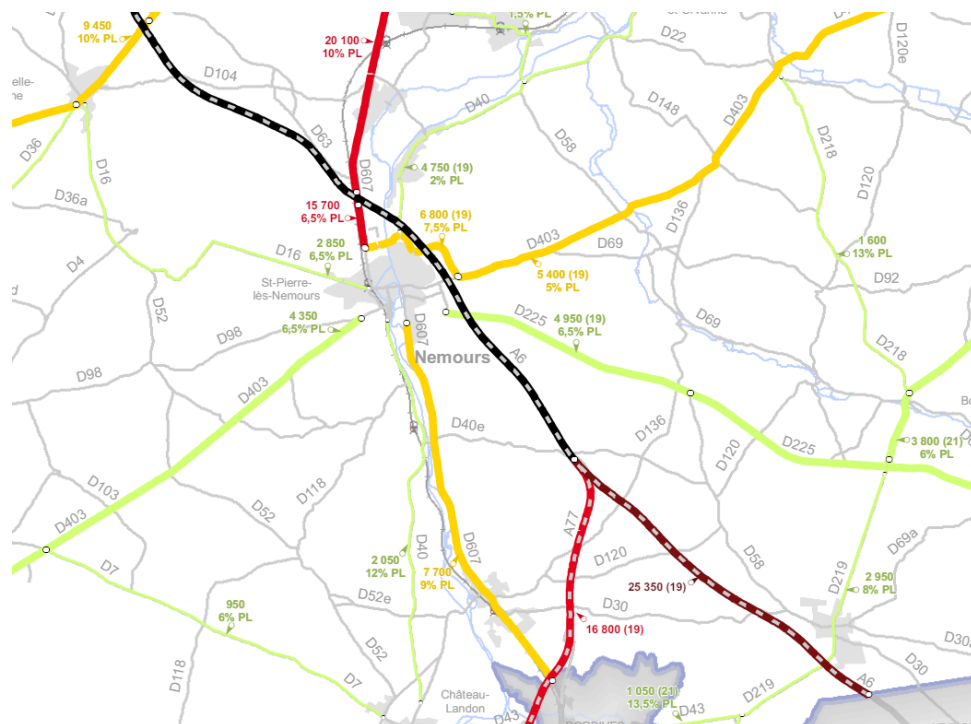 9 450
10% PL
20 100
10% PL
1,5% PL
D22
D120e
D104
D40
D148
D403
D63
D58
D36
D16
4 750 (19)
2% PL
D218
D120
D607
D36a
15 700
6,5% PL
6 800 (19)
7,5% PL
D136
D403
D69
1 600
13% PL
D4
2 850
6,5% PL
D16
5 400 (19)
5% PL
D92
St-Pierre-
lès-Nemours
D52
4 350
6,5% PL
D98
D607
D225
4 950 (19)
6,5% PL
D69
Nemours
A6
D218
D98
D403
D40e
D136
D120
D225
3 800 (21)
6% PL
D118
D103
D52
D403
A77
D69a
D7
D40
D607
D58
D120
2 050
12% PL
7 700
9% PL
D219
2 950
8% PL
D52e
25 350 (19)
950
6% PL
D30
16 800 (19)
D30
D118
D52
D7
A6
Château-
Landon
1 050 (21)
13,5% PL
D219
D43
D43